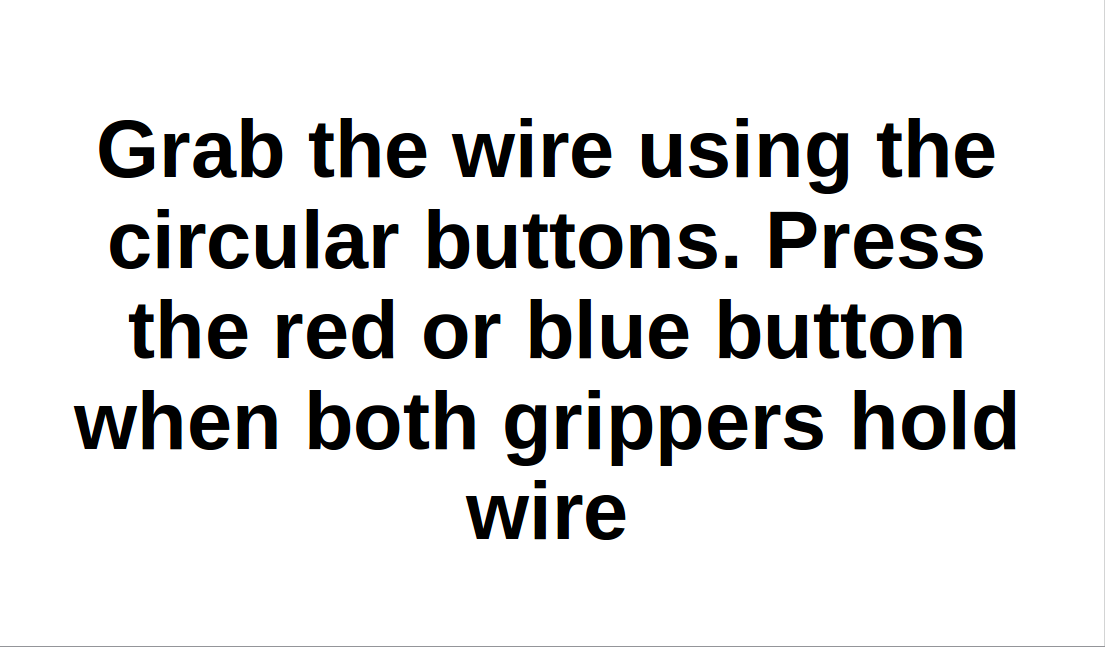 Grab the wire using the
circular buttons. Press
the red or blue button
when both grippers hold
wire